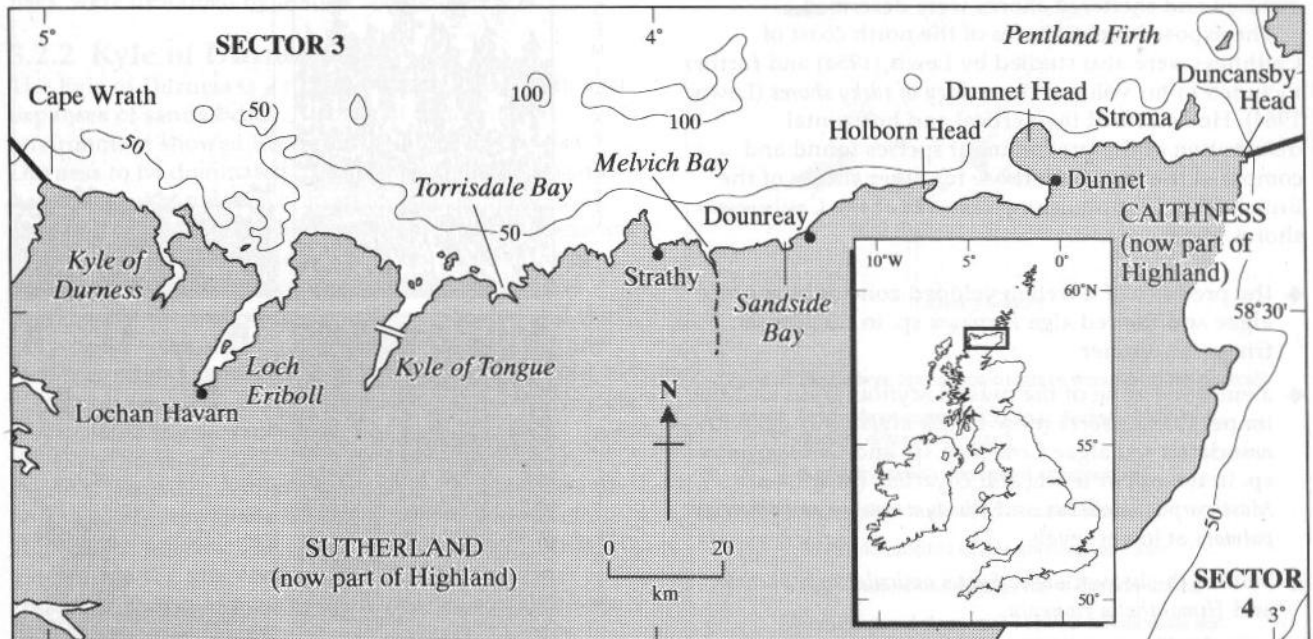 5°
SECTOR 3
4°
Pentland Firth
Cape Wrath
50
50
100
100
Dunnet Head
Duncansby
Head
Stroma
Holborn Head
Melvich Bay
Torrisdale Bay
Dounreay
Dunnet
50
CAITHNESS
(now part of
Highland)
Kyle of
Durness
Strathy
Sandside
Bay
10°W
5°
0°
60°N
58°30'
Loch
Eriboll
Kyle of Tongue
Lochan Havarn
N
55°
SUTHERLAND
(now part of Highland)
0
20
km
50
50°
SECTOR
4
3°